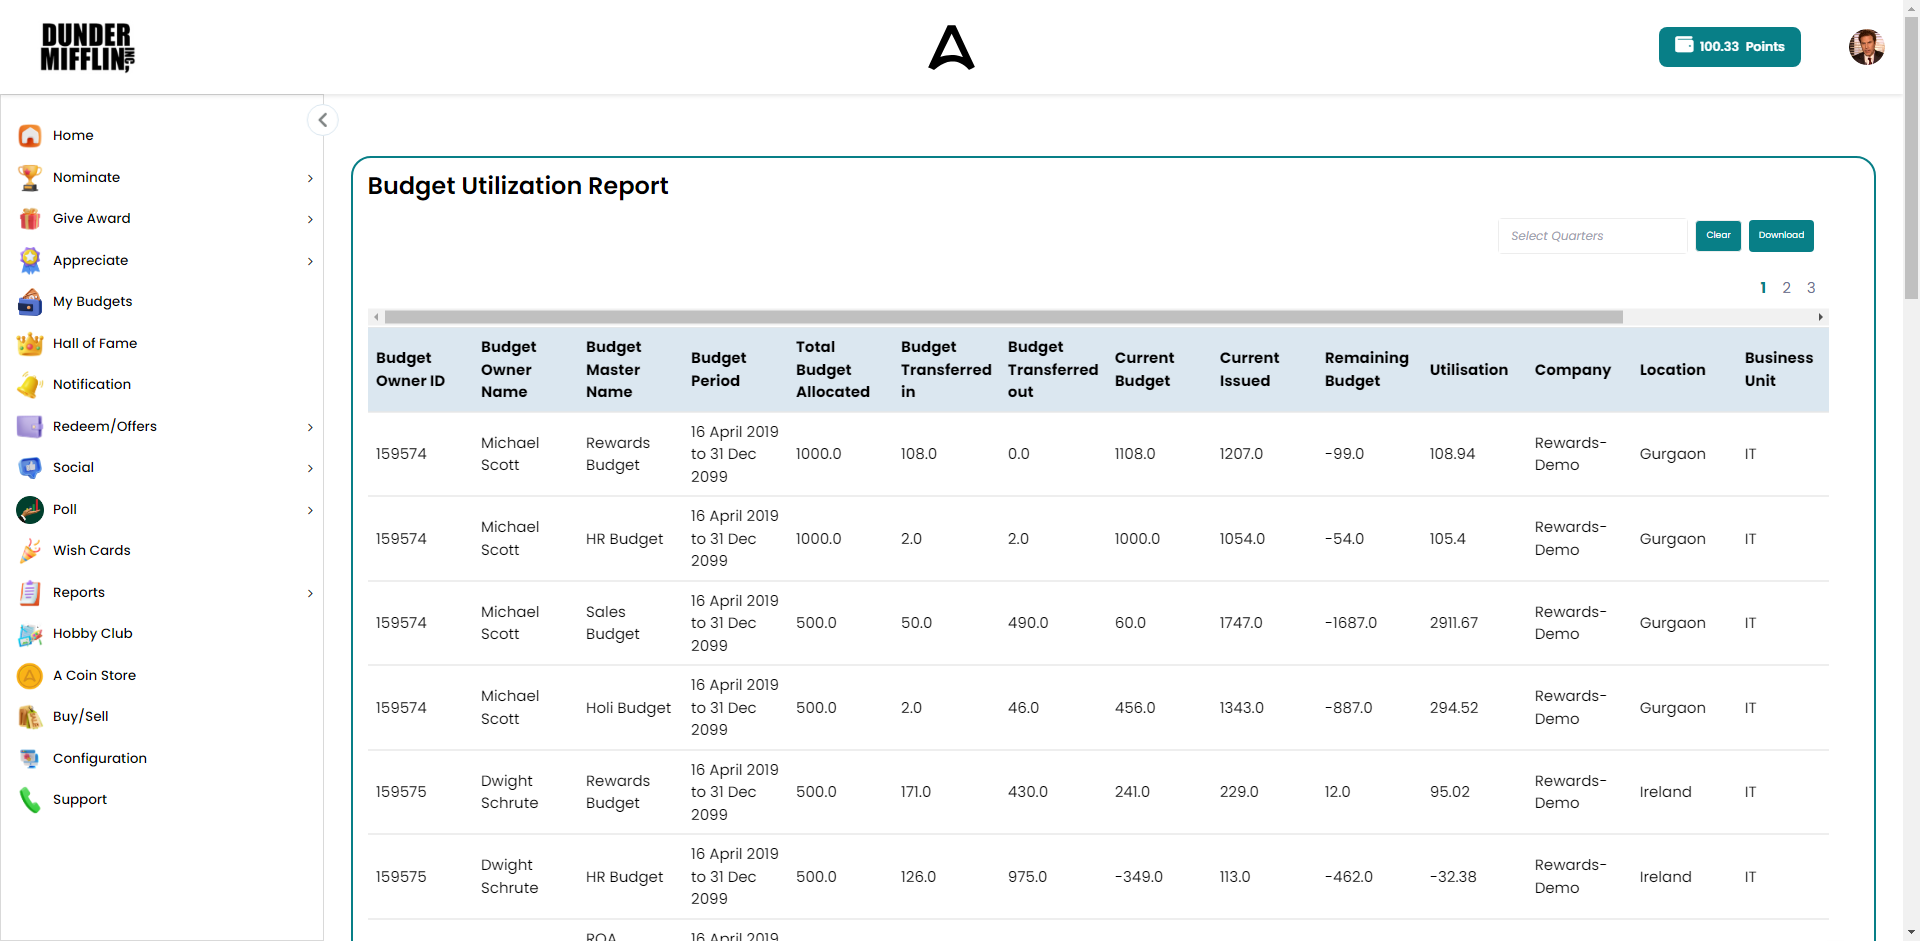 DUNDER
MIFFLIN, INC
100.33 Points
Home
Nominate
Give Award
Appreciate
My Budgets
Hall of Fame
Notification
Redeem/Offers
Social
Poll
Wish Cards
Reports
Hobby Club
A Coin Store
Buy/Sell
Configuration
Support
Budget Utilization Report
Select Quarters
Clear
Download
1 2 3
Budget Owner ID
Budget Owner Name
Budget Master Name
Budget Period
Total Budget Allocated
Budget Transferred in
Budget Transferred out
Current Budget
Current Issued
Remaining Budget
Utilisation
Company
Location
Business Unit
159574 Michael Scott Rewards Budget 16 April 2019 to 31 Dec 2099 1000.0 108.0 0.0 1108.0 1207.0 -99.0 108.94 Rewards-Demo Gurgaon IT
159574 Michael Scott HR Budget 16 April 2019 to 31 Dec 2099 1000.0 2.0 2.0 1000.0 1054.0 -54.0 105.4 Rewards-Demo Gurgaon IT
159574 Michael Scott Sales Budget 16 April 2019 to 31 Dec 2099 500.0 50.0 490.0 60.0 1747.0 -1687.0 2911.67 Rewards-Demo Gurgaon IT
159574 Michael Scott Holi Budget 16 April 2019 to 31 Dec 2099 500.0 2.0 46.0 456.0 1343.0 -887.0 294.52 Rewards-Demo Gurgaon IT
159575 Dwight Schrute Rewards Budget 16 April 2019 to 31 Dec 2099 500.0 171.0 430.0 241.0 229.0 12.0 95.02 Rewards-Demo Ireland IT
159575 Dwight Schrute HR Budget 16 April 2019 to 31 Dec 2099 500.0 126.0 975.0 -349.0 113.0 -462.0 -32.38 Rewards-Demo Ireland IT
16 April 2019